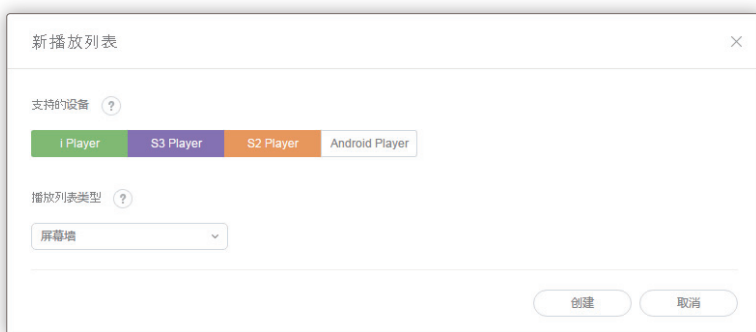 新播放列表
支持的设备 ?
i Player S3 Player S2 Player Android Player
播放列表类型 ?
屏幕墙
创建 取消